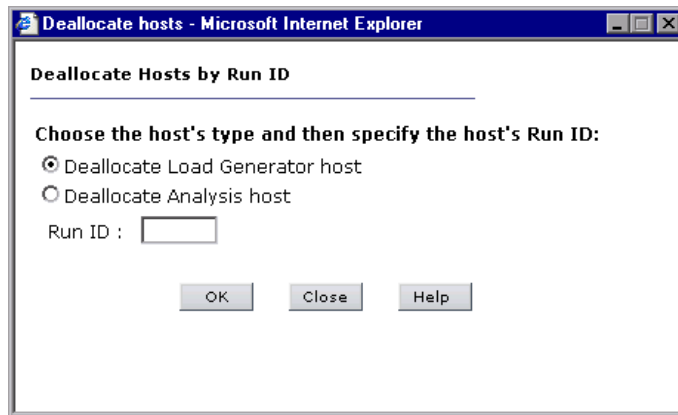 Deallocate hosts - Microsoft Internet Explorer
Deallocate Hosts by Run ID
Choose the host's type and then specify the host's Run ID:
Deallocate Load Generator host
Deallocate Analysis host
Run ID :
OK Close Help